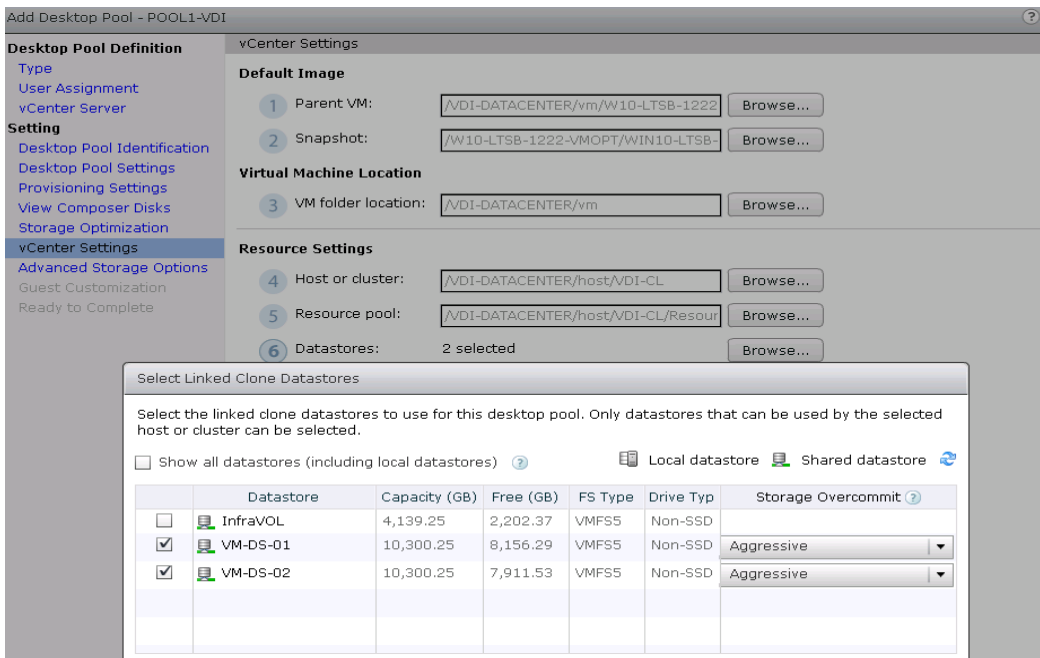 Add Desktop Pool - POOL1-VDI
?
Desktop Pool Definition
Type
User Assignment
vCenter Server
Setting
Desktop Pool Identification
Desktop Pool Settings
Provisioning Settings
View Composer Disks
Storage Optimization
vCenter Settings
Advanced Storage Options
Guest Customization
Ready to Complete
vCenter Settings
Default Image
1 Parent VM: /VDI-DATACENTER/vm/W10-LTSB-1222 Browse...
2 Snapshot: /W10-LTSB-1222-VMOPT/WIN10-LTSB- Browse...
Virtual Machine Location
3 VM folder location: /VDI-DATACENTER/vm Browse...
Resource Settings
4 Host or cluster: /VDI-DATACENTER/host/VDI-CL Browse...
5 Resource pool: /VDI-DATACENTER/host/VDI-CL/Resour Browse...
6 Datastores: 2 selected Browse...
Select Linked Clone Datastores
Select the linked clone datastores to use for this desktop pool. Only datastores that can be used by the selected
host or cluster can be selected.
Show all datastores (including local datastores) ? Local datastore Shared datastore
Datastore Capacity (GB) Free (GB) FS Type Drive Typ Storage Overcommit ?
InfraVOL 4,139.25 2,202.37 VMFS5 Non-SSD
VM-DS-01 10,300.25 8,156.29 VMFS5 Non-SSD Aggressive
VM-DS-02 10,300.25 7,911.53 VMFS5 Non-SSD Aggressive